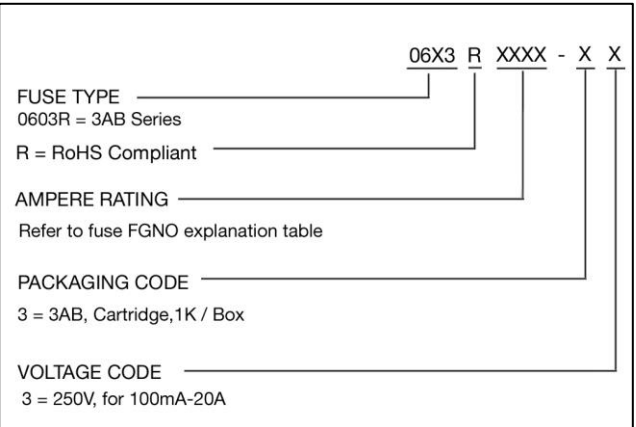 06X3 R XXXX - X X
FUSE TYPE
0603R = 3AB Series
R = RoHS Compliant
AMPERE RATING
Refer to fuse FGNO explanation table
PACKAGING CODE
3 = 3AB, Cartridge,1K / Box
VOLTAGE CODE
3 = 250V, for 100mA-20A